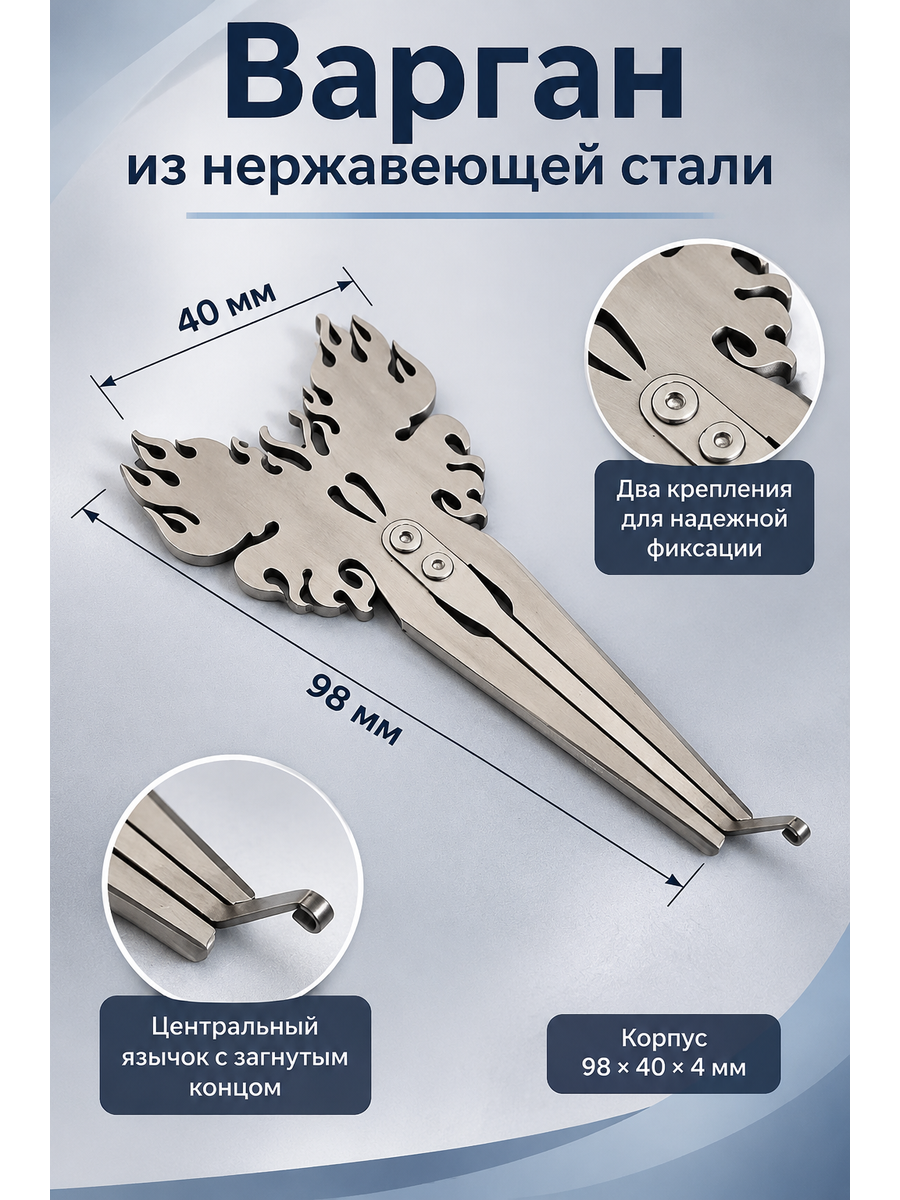 Варган
из нержавеющей стали
40 мм
Два крепления
для надежной
фиксации
98 мм
Центральный
язычок с загнутым
концом
Корпус
98 × 40 × 4 мм